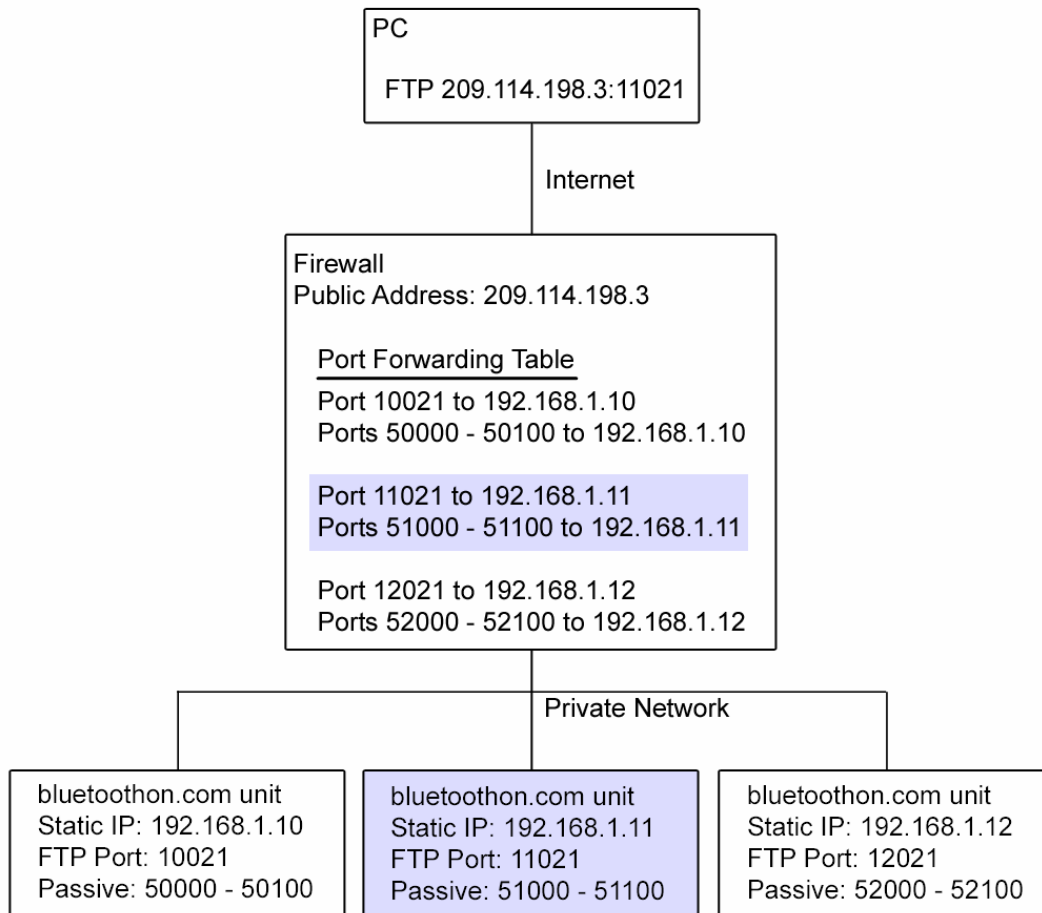 PC
FTP 209.114.198.3:11021
Internet
Firewall
Public Address: 209.114.198.3
Port Forwarding Table
Port 10021 to 192.168.1.10
Ports 50000 - 50100 to 192.168.1.10
Port 11021 to 192.168.1.11
Ports 51000 - 51100 to 192.168.1.11
Port 12021 to 192.168.1.12
Ports 52000 - 52100 to 192.168.1.12
Private Network
bluetoothon.com unit
Static IP: 192.168.1.10
FTP Port: 10021
Passive: 50000 - 50100
bluetoothon.com unit
Static IP: 192.168.1.11
FTP Port: 11021
Passive: 51000 - 51100
bluetoothon.com unit
Static IP: 192.168.1.12
FTP Port: 12021
Passive: 52000 - 52100